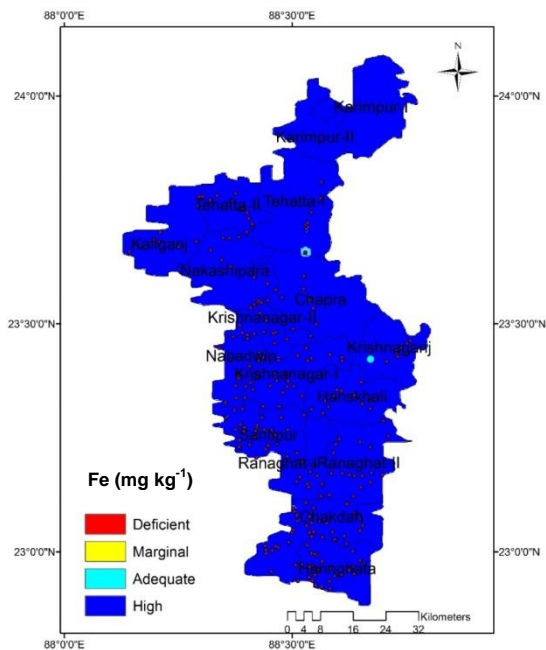 88°0'0"E 88°30'0"E
N
24°0'0"N 24°0'0"N
Karimpur-I
Karimpur-II
Tehatta-II Tehatta-I
Kaliganj
Nakashipara
Chapra
Krishnanagar-II
23°30'0"N 23°30'0"N
Krishnaganj
Nabadwip
Krishnanagar-I
Hanskhali
Santipur
Ranaghat-I Ranaghat-II
Fe (mg kg-1)
Chakdah
Deficient
Marginal
23°0'0"N 23°0'0"N
Haringhata
Adequate
High
Kilometers
0 4 8 16 24 32
88°0'0"E 88°30'0"E